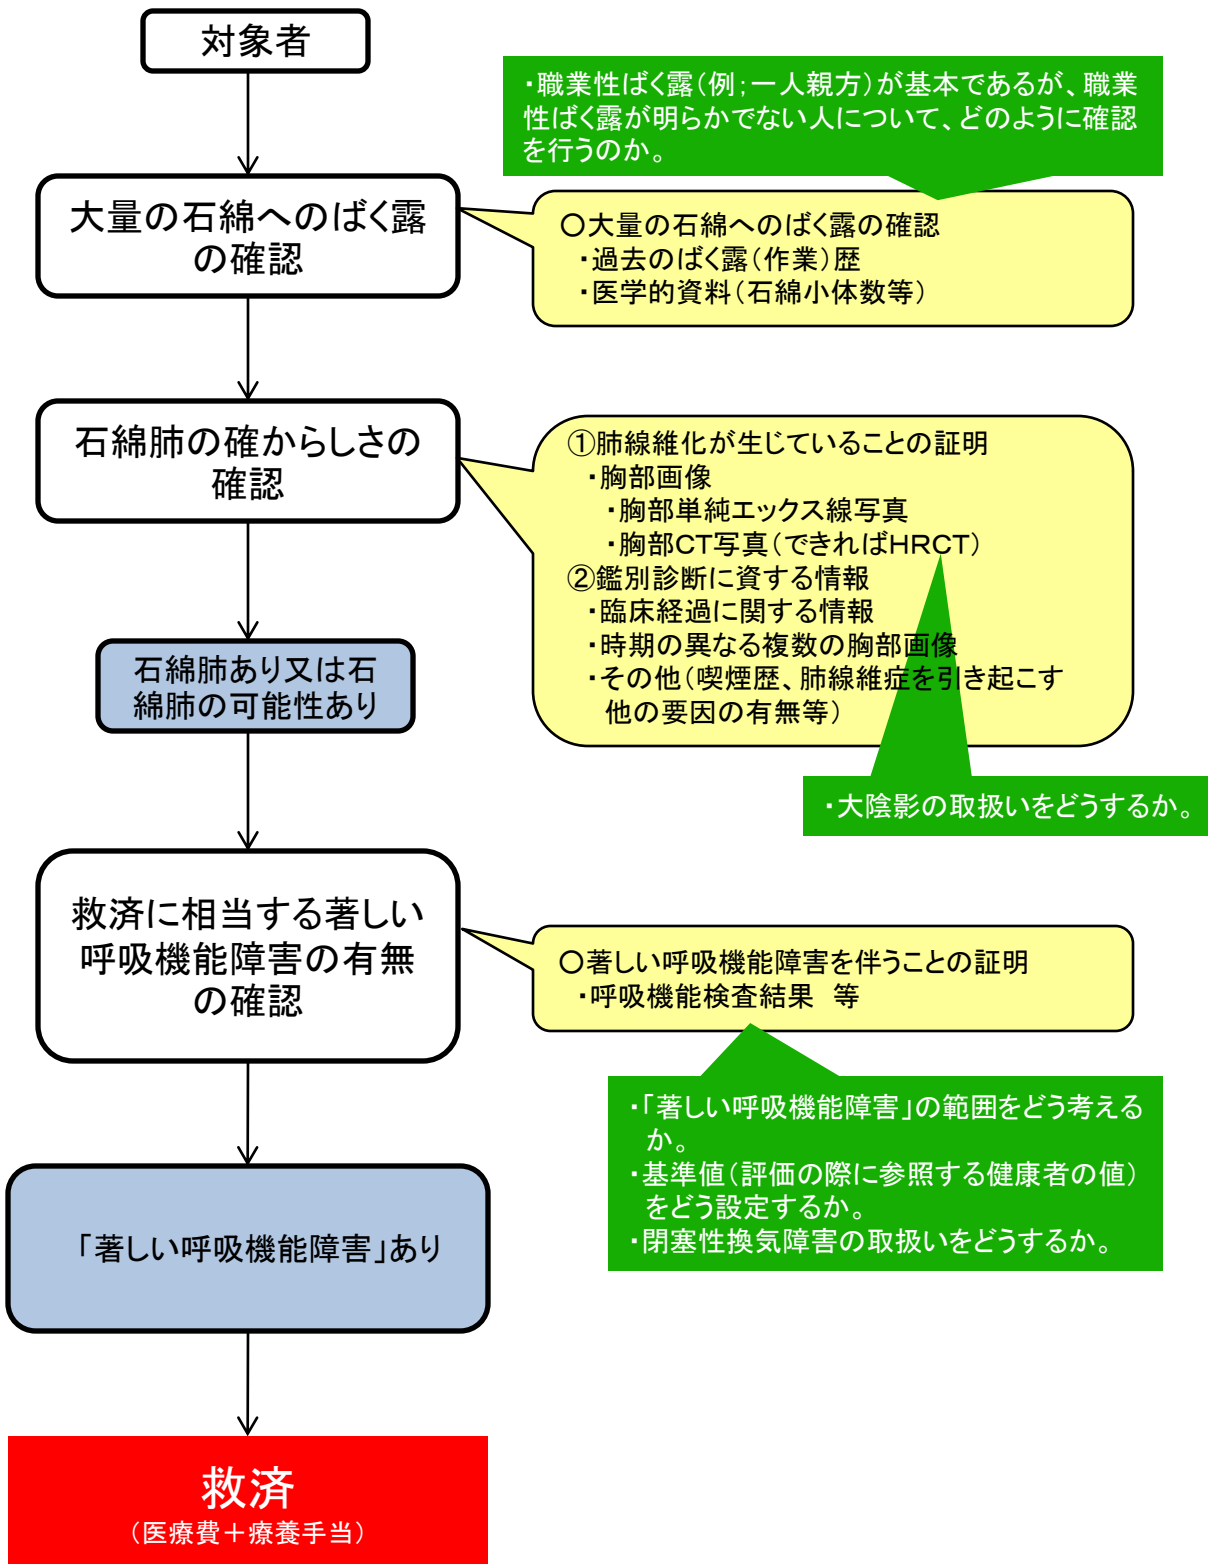 対象者
・職業性ばく露（例；一人親方）が基本であるが、職業
性ばく露が明らかでない人について、どのように確認
を行うのか。
大量の石綿へのばく露
の確認
○大量の石綿へのばく露の確認
・過去のばく露（作業）歴
・医学的資料（石綿小体数等）
石綿肺の確からしさの
確認
①肺線維化が生じていることの証明
・胸部画像
・胸部単純エックス線写真
・胸部CT写真（できればHRCT）
②鑑別診断に資する情報
・臨床経過に関する情報
・時期の異なる複数の胸部画像
・その他（喫煙歴、肺線維症を引き起こす
他の要因の有無等）
石綿肺あり又は石
綿肺の可能性あり
・大陰影の取扱いをどうするか。
救済に相当する著しい
呼吸機能障害の有無
の確認
○著しい呼吸機能障害を伴うことの証明
・呼吸機能検査結果　等
・「著しい呼吸機能障害」の範囲をどう考える
か。
・基準値（評価の際に参照する健康者の値）
をどう設定するか。
・閉塞性換気障害の取扱いをどうするか。
「著しい呼吸機能障害」あり
救済
（医療費＋療養手当）